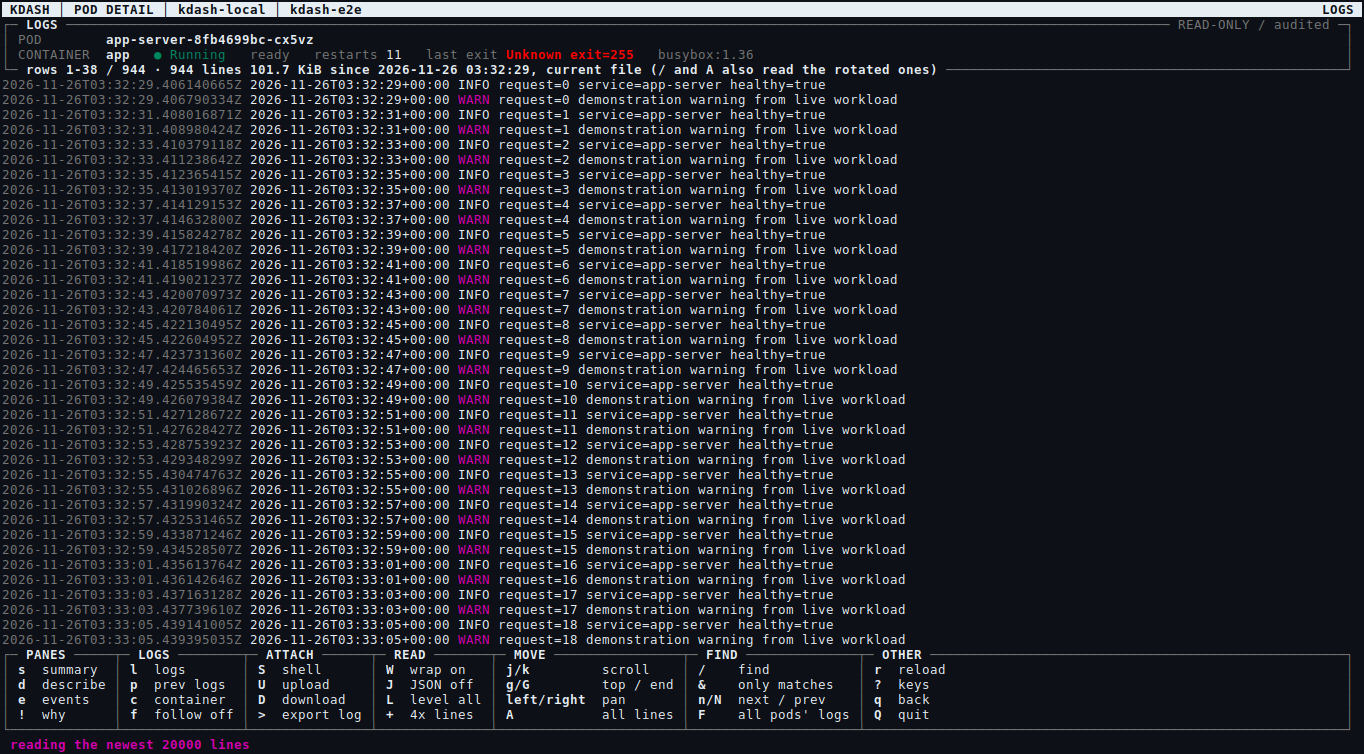 KDASH │ POD DETAIL │ kdash-local │ kdash-e2e LOGS
LOGS READ-ONLY / audited
POD app-server-8fb4699bc-cx5vz
CONTAINER app ● Running ready restarts 11 last exit Unknown exit=255 busybox:1.36
rows 1-38 / 944 · 944 lines 101.7 KiB since 2026-11-26 03:32:29, current file (/ and A also read the rotated ones)
2026-11-26T03:32:29.406140665Z 2026-11-26T03:32:29+00:00 INFO request=0 service=app-server healthy=true
2026-11-26T03:32:29.406790334Z 2026-11-26T03:32:29+00:00 WARN request=0 demonstration warning from live workload
2026-11-26T03:32:31.408016871Z 2026-11-26T03:32:31+00:00 INFO request=1 service=app-server healthy=true
2026-11-26T03:32:31.408980424Z 2026-11-26T03:32:31+00:00 WARN request=1 demonstration warning from live workload
2026-11-26T03:32:33.410379118Z 2026-11-26T03:32:33+00:00 INFO request=2 service=app-server healthy=true
2026-11-26T03:32:33.411238642Z 2026-11-26T03:32:33+00:00 WARN request=2 demonstration warning from live workload
2026-11-26T03:32:35.412365415Z 2026-11-26T03:32:35+00:00 INFO request=3 service=app-server healthy=true
2026-11-26T03:32:35.413019370Z 2026-11-26T03:32:35+00:00 WARN request=3 demonstration warning from live workload
2026-11-26T03:32:37.414129153Z 2026-11-26T03:32:37+00:00 INFO request=4 service=app-server healthy=true
2026-11-26T03:32:37.414632800Z 2026-11-26T03:32:37+00:00 WARN request=4 demonstration warning from live workload
2026-11-26T03:32:39.415824278Z 2026-11-26T03:32:39+00:00 INFO request=5 service=app-server healthy=true
2026-11-26T03:32:39.417218420Z 2026-11-26T03:32:39+00:00 WARN request=5 demonstration warning from live workload
2026-11-26T03:32:41.418519986Z 2026-11-26T03:32:41+00:00 INFO request=6 service=app-server healthy=true
2026-11-26T03:32:41.419021237Z 2026-11-26T03:32:41+00:00 WARN request=6 demonstration warning from live workload
2026-11-26T03:32:43.420070973Z 2026-11-26T03:32:43+00:00 INFO request=7 service=app-server healthy=true
2026-11-26T03:32:43.420784061Z 2026-11-26T03:32:43+00:00 WARN request=7 demonstration warning from live workload
2026-11-26T03:32:45.422130495Z 2026-11-26T03:32:45+00:00 INFO request=8 service=app-server healthy=true
2026-11-26T03:32:45.422604952Z 2026-11-26T03:32:45+00:00 WARN request=8 demonstration warning from live workload
2026-11-26T03:32:47.423731360Z 2026-11-26T03:32:47+00:00 INFO request=9 service=app-server healthy=true
2026-11-26T03:32:47.424465653Z 2026-11-26T03:32:47+00:00 WARN request=9 demonstration warning from live workload
2026-11-26T03:32:49.425535459Z 2026-11-26T03:32:49+00:00 INFO request=10 service=app-server healthy=true
2026-11-26T03:32:49.426079384Z 2026-11-26T03:32:49+00:00 WARN request=10 demonstration warning from live workload
2026-11-26T03:32:51.427128672Z 2026-11-26T03:32:51+00:00 INFO request=11 service=app-server healthy=true
2026-11-26T03:32:51.427628427Z 2026-11-26T03:32:51+00:00 WARN request=11 demonstration warning from live workload
2026-11-26T03:32:53.428753923Z 2026-11-26T03:32:53+00:00 INFO request=12 service=app-server healthy=true
2026-11-26T03:32:53.429348299Z 2026-11-26T03:32:53+00:00 WARN request=12 demonstration warning from live workload
2026-11-26T03:32:55.430474763Z 2026-11-26T03:32:55+00:00 INFO request=13 service=app-server healthy=true
2026-11-26T03:32:55.431026896Z 2026-11-26T03:32:55+00:00 WARN request=13 demonstration warning from live workload
2026-11-26T03:32:57.431990324Z 2026-11-26T03:32:57+00:00 INFO request=14 service=app-server healthy=true
2026-11-26T03:32:57.432531465Z 2026-11-26T03:32:57+00:00 WARN request=14 demonstration warning from live workload
2026-11-26T03:32:59.433871246Z 2026-11-26T03:32:59+00:00 INFO request=15 service=app-server healthy=true
2026-11-26T03:32:59.434528507Z 2026-11-26T03:32:59+00:00 WARN request=15 demonstration warning from live workload
2026-11-26T03:33:01.435613764Z 2026-11-26T03:33:01+00:00 INFO request=16 service=app-server healthy=true
2026-11-26T03:33:01.436142646Z 2026-11-26T03:33:01+00:00 WARN request=16 demonstration warning from live workload
2026-11-26T03:33:03.437163128Z 2026-11-26T03:33:03+00:00 INFO request=17 service=app-server healthy=true
2026-11-26T03:33:03.437739610Z 2026-11-26T03:33:03+00:00 WARN request=17 demonstration warning from live workload
2026-11-26T03:33:05.439141005Z 2026-11-26T03:33:05+00:00 INFO request=18 service=app-server healthy=true
2026-11-26T03:33:05.439395035Z 2026-11-26T03:33:05+00:00 WARN request=18 demonstration warning from live workload
PANES LOGS ATTACH READ MOVE FIND OTHER
s summary l logs S shell W wrap on j/k scroll / find r reload
d describe p prev logs U upload J JSON off g/G top / end & only matches ? keys
e events c container D download L level all left/right pan n/N next / prev q back
! why f follow off > export log + 4x lines A all lines F all pods' logs Q quit
reading the newest 20000 lines